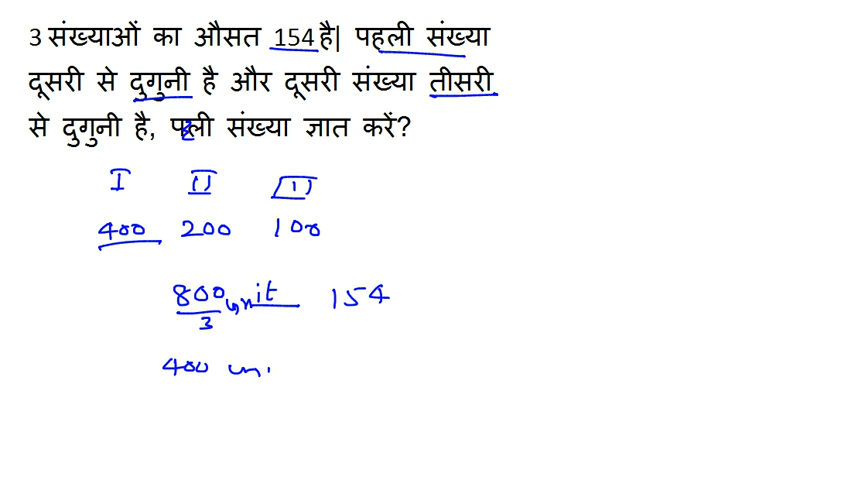 3 संख्याओं का औसत 154 है| पहली संख्या
दूसरी से दुगुनी है और दूसरी संख्या तीसरी
से दुगुनी है, पहली संख्या ज्ञात करें?
I II III
400 200 100
800/3 unit 154
400 un